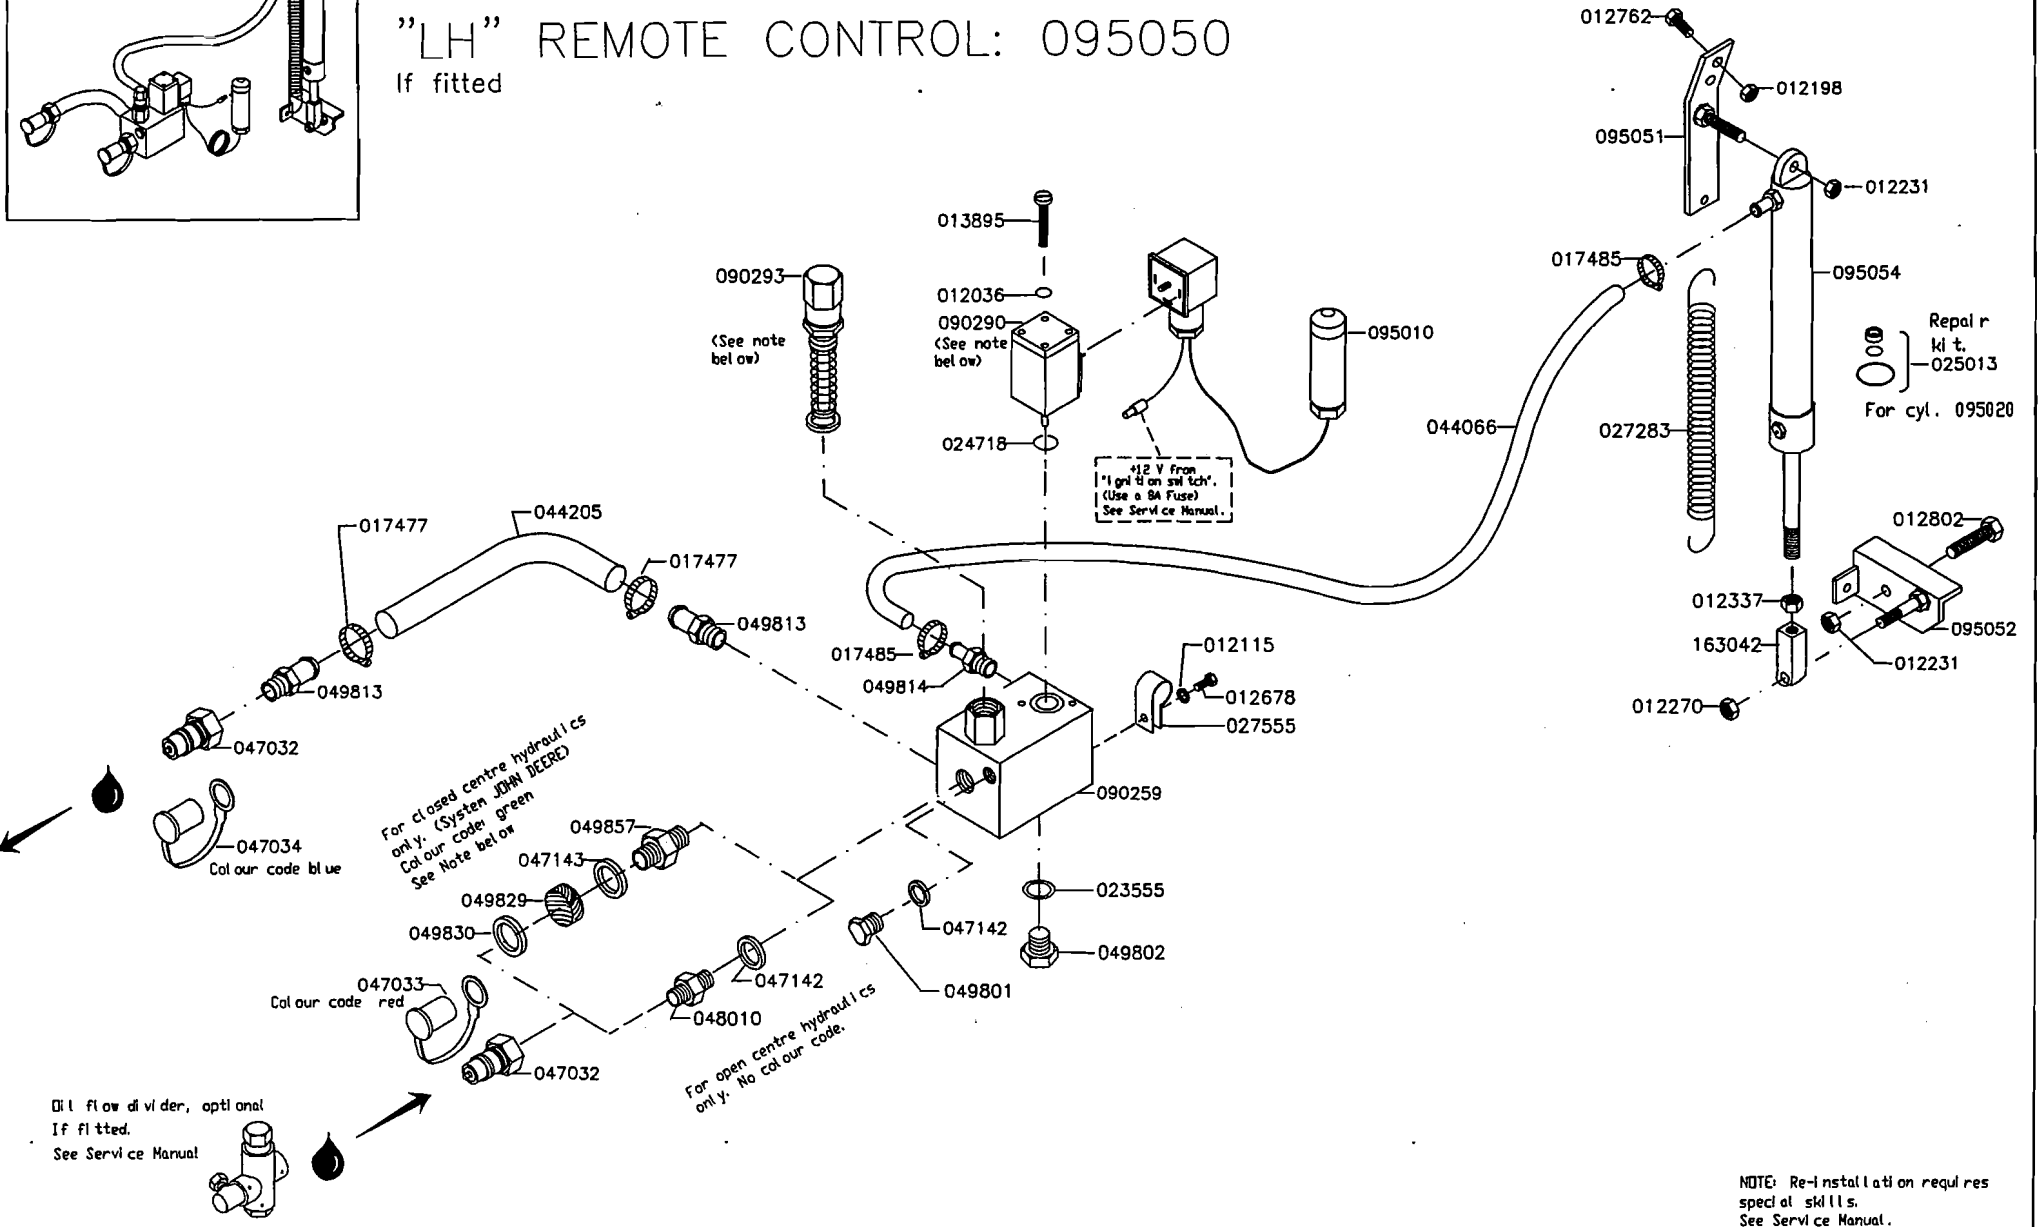 "LH" REMOTE CONTROL: 095050
If fitted
012762
012198
095051
012231
013895
090293
(See note
below)
012036
090290
(See note
below)
024718
095010
+12 V from
"Ignition switch".
(Use a 8A Fuse)
See Service Manual.
017485
095054
Repair
kit.
025013
For cyl. 095020
044066
027283
012802
012337
163042
095052
012231
012270
017477
044205
017477
049813
049813
047032
017485
049814
012115
012678
027555
090259
047034
Colour code blue
For closed centre hydraulics
only. (System JOHN DEERE)
Colour code: green
See Note below
049857
047143
049829
049830
023555
047142
049802
049801
047033
Colour code red
047142
048010
047032
For open centre hydraulics
only. No colour code.
Oil flow divider, optional
If fitted.
See Service Manual
NOTE: Re-installation requires
special skills.
See Service Manual.